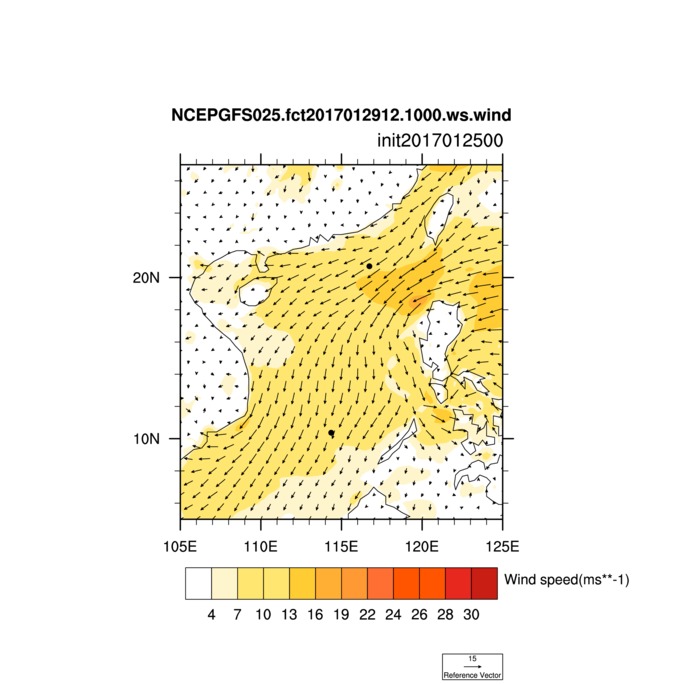 NCEPGFS025.fct2017012912.1000.ws.wind
init2017012500
20N
10N
105E 110E 115E 120E 125E
Wind speed(ms**-1)
4 7 10 13 16 19 22 24 26 28 30
15
Reference Vector